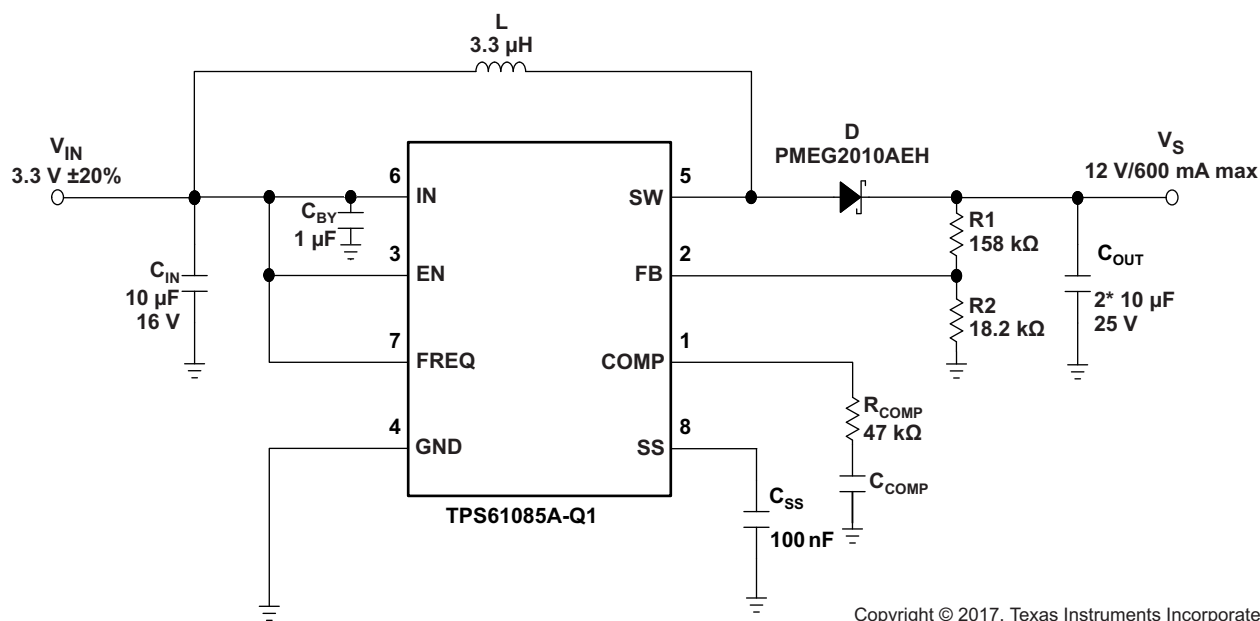 L
3.3 µH
V_IN
3.3 V ±20%
C_IN
10 µF
16 V
C_BY
1 µF
6
IN
3
EN
7
FREQ
4
GND
SW
5
FB
2
COMP
1
SS
8
TPS61085A-Q1
D
PMEG2010AEH
V_S
12 V/600 mA max
R1
158 kΩ
R2
18.2 kΩ
C_OUT
2* 10 µF
25 V
R_COMP
47 kΩ
C_COMP
C_SS
100 nF
Copyright © 2017, Texas Instruments Incorporate